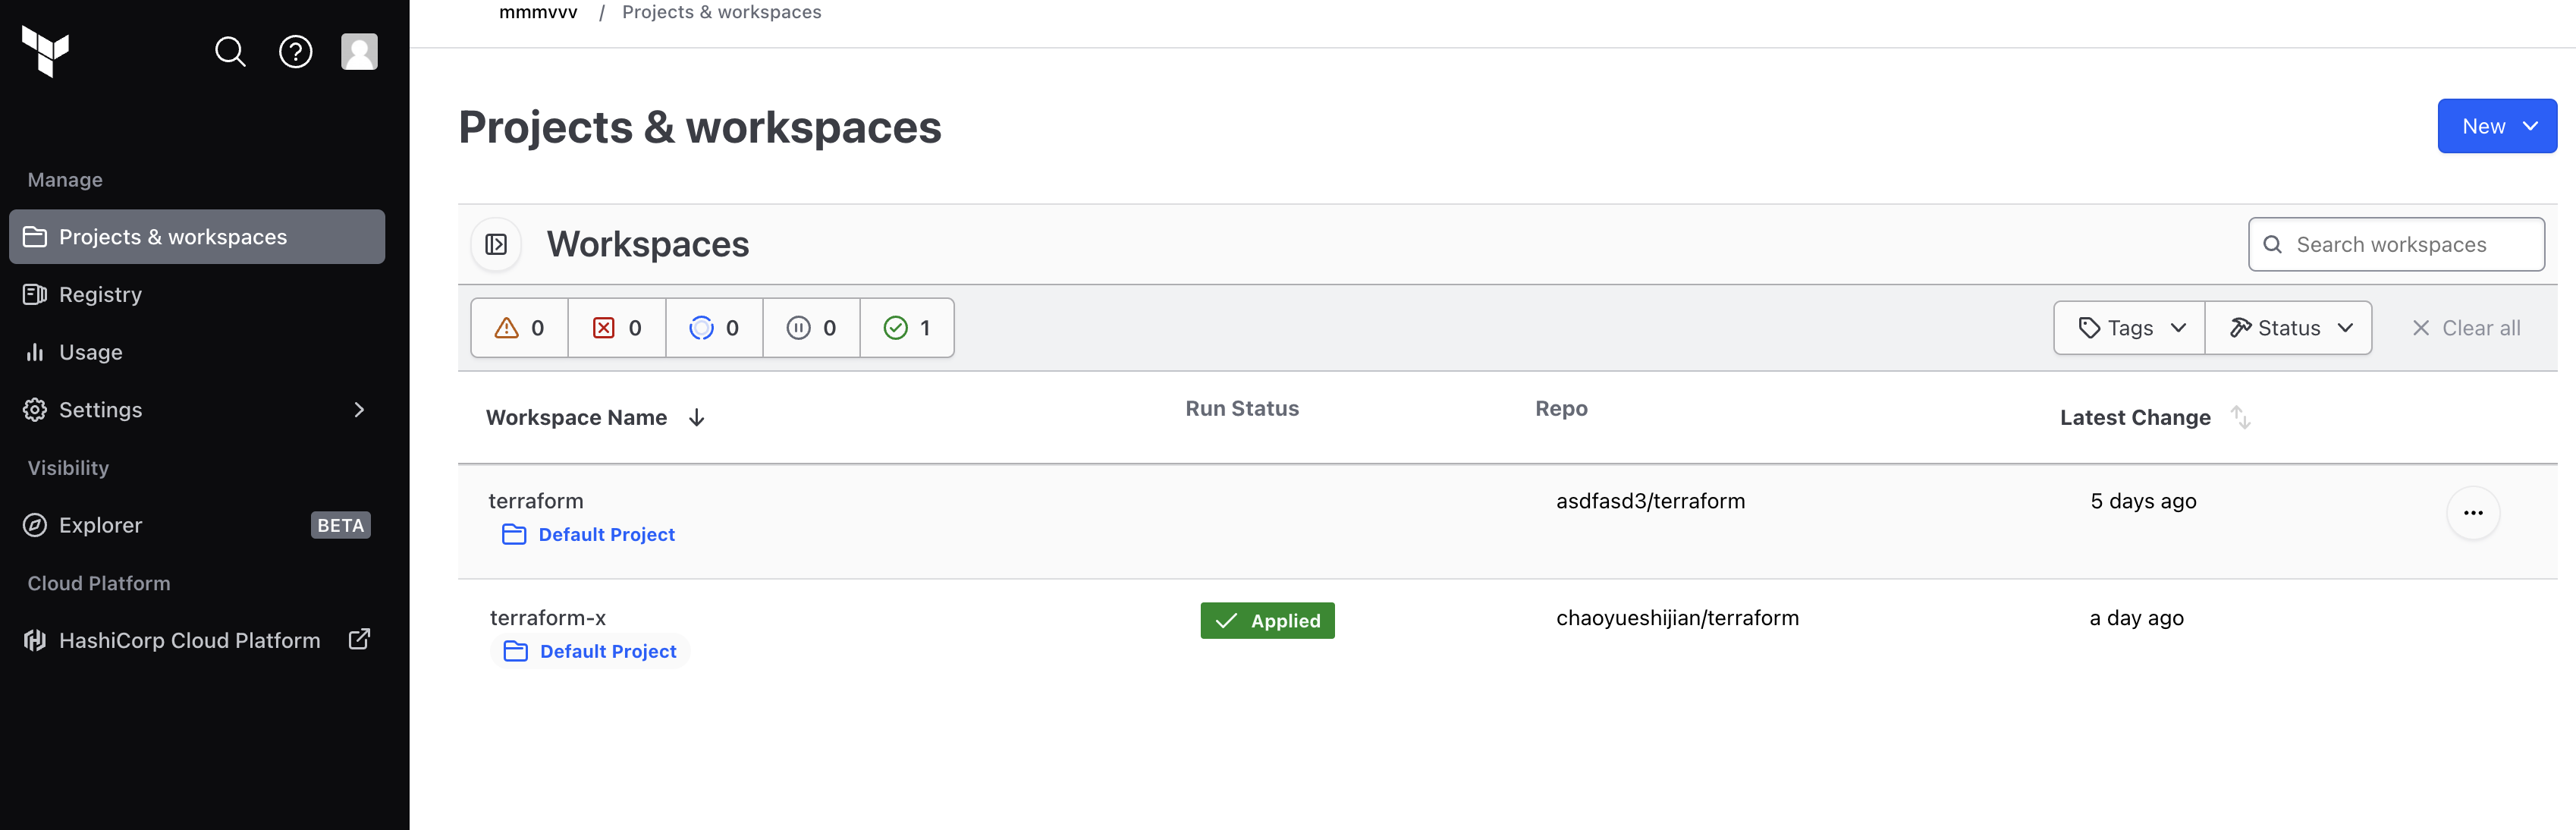 mmmvvv / Projects & workspaces
Manage
Projects & workspaces
Registry
Usage
Settings
Visibility
Explorer BETA
Cloud Platform
HashiCorp Cloud Platform
Projects & workspaces
New
Workspaces
Search workspaces
0 0 0 0 1
Tags Status Clear all
Workspace Name Run Status Repo Latest Change
terraform asdfasd3/terraform 5 days ago
Default Project
terraform-x Applied chaoyueshijian/terraform a day ago
Default Project